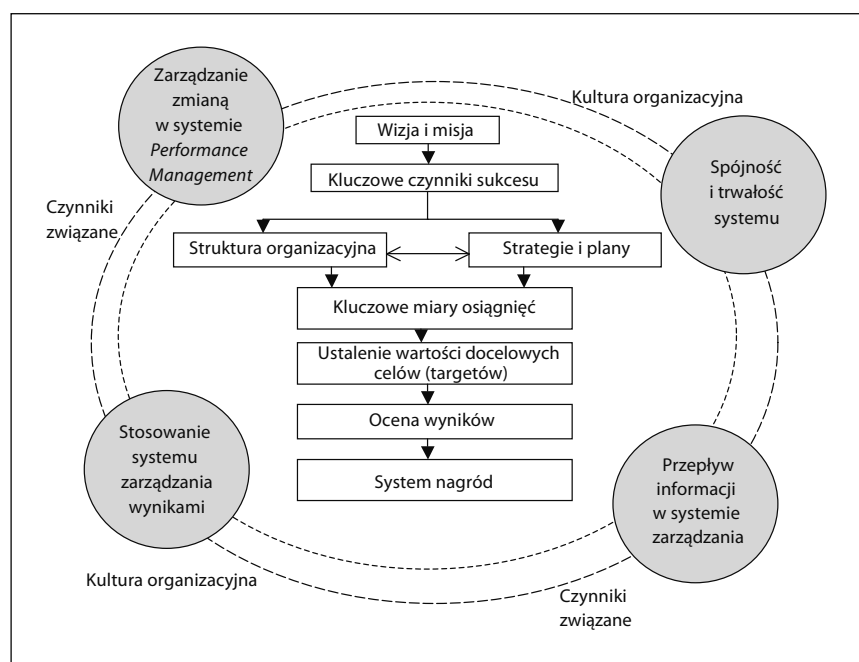 Zarządzanie
zmianą
w systemie
Performance
Management
Kultura organizacyjna
Wizja i misja
Spójność
i trwałość
systemu
Kluczowe czynniki sukcesu
Czynniki
związane
Struktura organizacyjna
Strategie i plany
Kluczowe miary osiągnięć
Ustalenie wartości docelowych
celów (targetów)
Ocena wyników
System nagród
Stosowanie
systemu
zarządzania
wynikami
Przepływ
informacji
w systemie
zarządzania
Kultura organizacyjna
Czynniki
związane